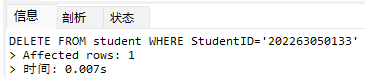 信息 剖析 状态
DELETE FROM student WHERE StudentID='202263050133'
> Affected rows: 1
> 时间: 0.007s